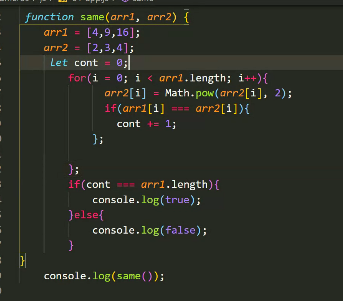 function same(arr1, arr2) {
arr1 = [4,9,16];
arr2 = [2,3,4];
let cont = 0;
for(i = 0; i < arr1.length; i++){
arr2[i] = Math.pow(arr2[i], 2);
if(arr1[i] === arr2[i]){
cont += 1;
};
};
if(cont === arr1.length){
console.log(true);
}else{
console.log(false);
}
}
console.log(same());